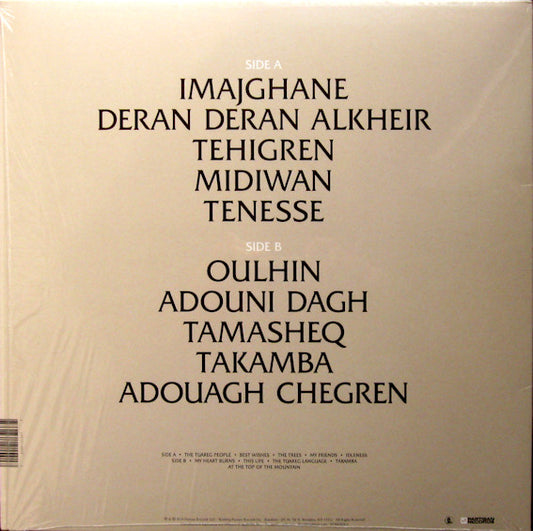 SIDE A
IMAJGHANE
DERAN DERAN ALKHEIR
TEHIGREN
MIDIWAN
TENESSE
SIDE B
OULHIN
ADOUNI DAGH
TAMASHEQ
TAKAMBA
ADOUAGH CHEGREN
SIDE A • THE TUAREG PEOPLE • BEST WISHES • THE TREES • MY FRIENDS • IDLENESS
SIDE B • MY HEART BURNS • THIS LIFE • THE TUAREG LANGUAGE • TAKAMBA
AT THE TOP OF THE MOUNTAIN
PARTISAN
RECORDS